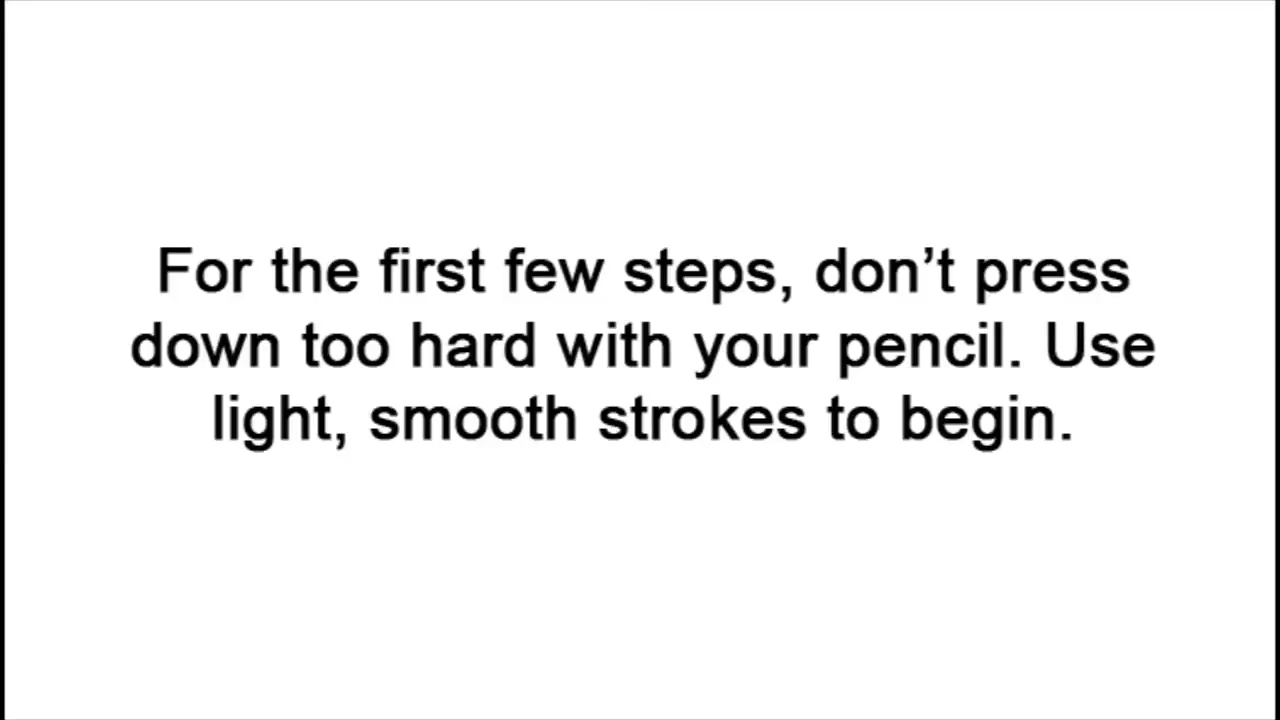 For the first few steps, don’t press
down too hard with your pencil. Use
light, smooth strokes to begin.